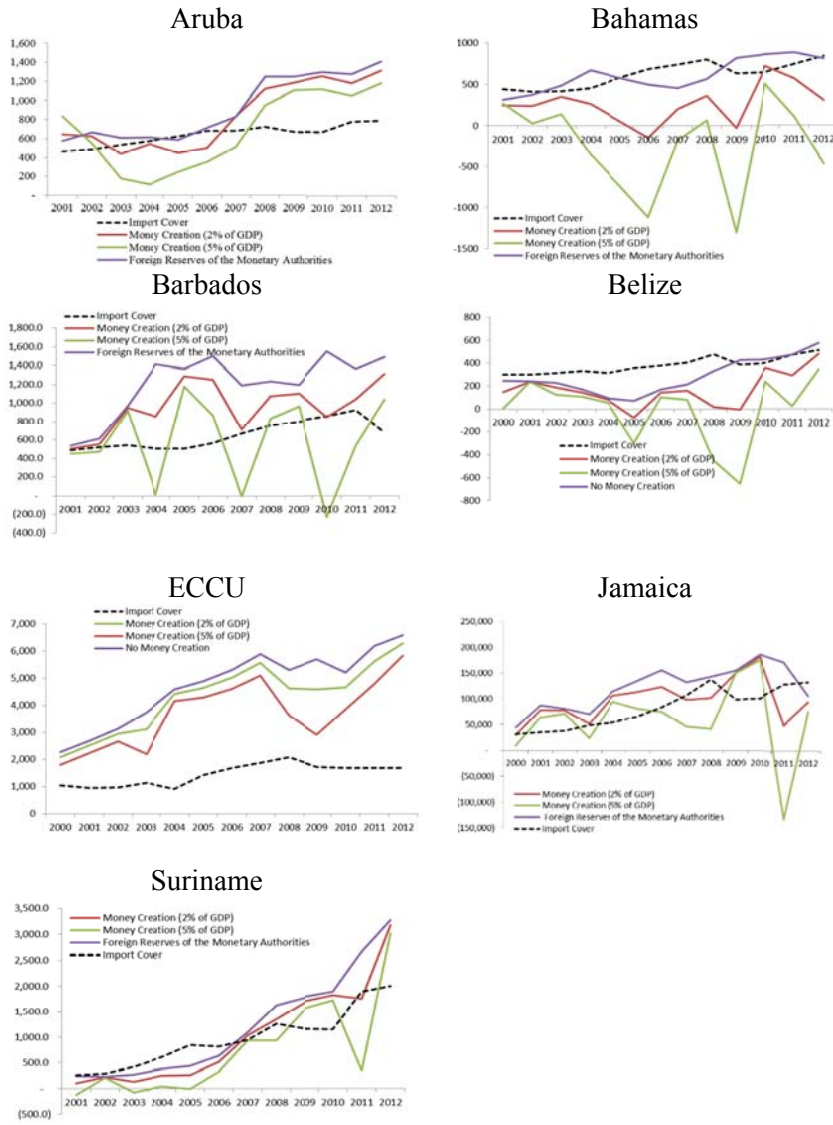 Aruba
1,600
1,400
1,200
1,000
800
600
400
200
-
2001 2002 2003 2004 2005 2006 2007 2008 2009 2010 2011 2012
Import Cover
Money Creation (2% of GDP)
Money Creation (5% of GDP)
Foreign Reserves of the Monetary Authorities
Bahamas
1000
500
0
-500
-1000
-1500
2001 2002 2003 2004 2005 2006 2007 2008 2009 2010 2011 2012
Import Cover
Money Creation (2% of GDP)
Money Creation (5% of GDP)
Foreign Reserves of the Monetary Authorities
Barbados
Import Cover
Money Creation (2% of GDP)
Money Creation (5% of GDP)
Foreign Reserves of the Monetary Authorities
1,800.0
1,600.0
1,400.0
1,200.0
1,000.0
800.0
600.0
400.0
200.0
-
(200.0)
(400.0)
2001 2002 2003 2004 2005 2006 2007 2008 2009 2010 2011 2012
Belize
800
600
400
200
0
-200
-400
-600
-800
2000 2001 2002 2003 2004 2005 2006 2007 2008 2009 2010 2011 2012
Import Cover
Money Creation (2% of GDP)
Money Creation (5% of GDP)
No Money Creation
ECCU
Import Cover
Money Creation (2% of GDP)
Money Creation (5% of GDP)
No Money Creation
7,000
6,000
5,000
4,000
3,000
2,000
1,000
0
2000 2001 2002 2003 2004 2005 2006 2007 2008 2009 2010 2011 2012
Jamaica
250,000
200,000
150,000
100,000
50,000
-
(50,000)
(100,000)
(150,000)
2000 2001 2002 2003 2004 2005 2006 2007 2008 2009 2010 2011 2012
Money Creation (2% of GDP)
Money Creation (5% of GDP)
Foreign Reserves of the Monetary Authorities
Import Cover
Suriname
3,500.0
3,000.0
2,500.0
2,000.0
1,500.0
1,000.0
500.0
-
(500.0)
Money Creation (2% of GDP)
Money Creation (5% of GDP)
Foreign Reserves of the Monetary Authorities
Import Cover
2001 2002 2003 2004 2005 2006 2007 2008 2009 2010 2011 2012